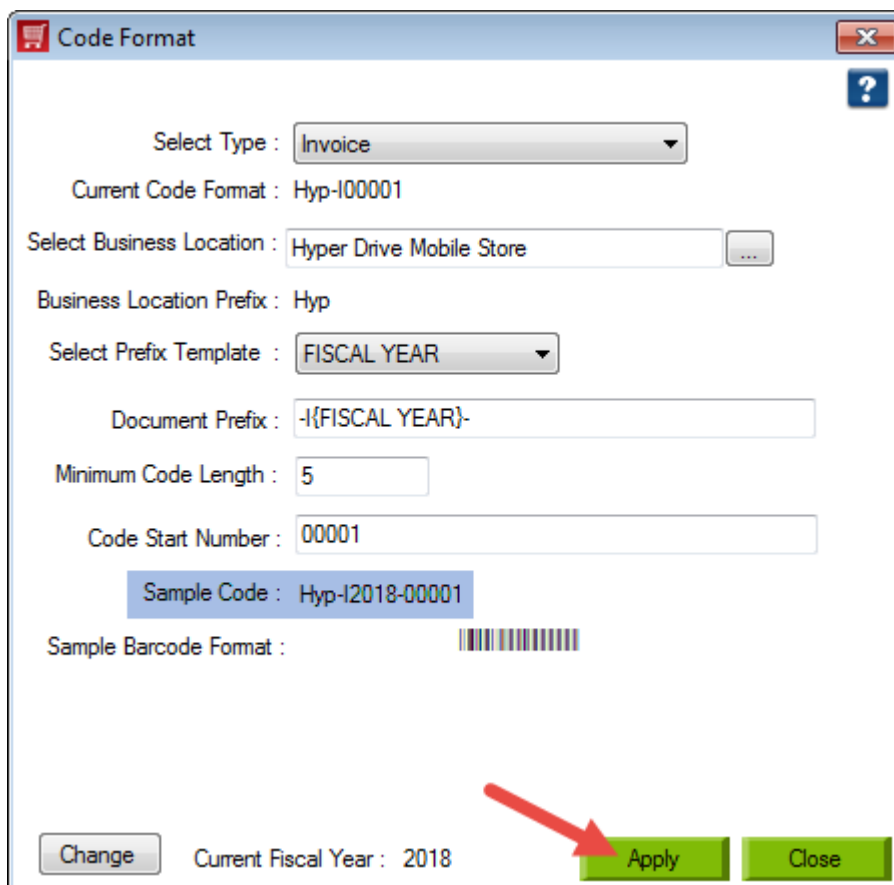 Code Format
?
Select Type : Invoice
Current Code Format : Hyp-I00001
Select Business Location : Hyper Drive Mobile Store ...
Business Location Prefix : Hyp
Select Prefix Template : FISCAL YEAR
Document Prefix : -I{FISCAL YEAR}-
Minimum Code Length : 5
Code Start Number : 00001
Sample Code : Hyp-I2018-00001
Sample Barcode Format :
Change Current Fiscal Year : 2018 Apply Close